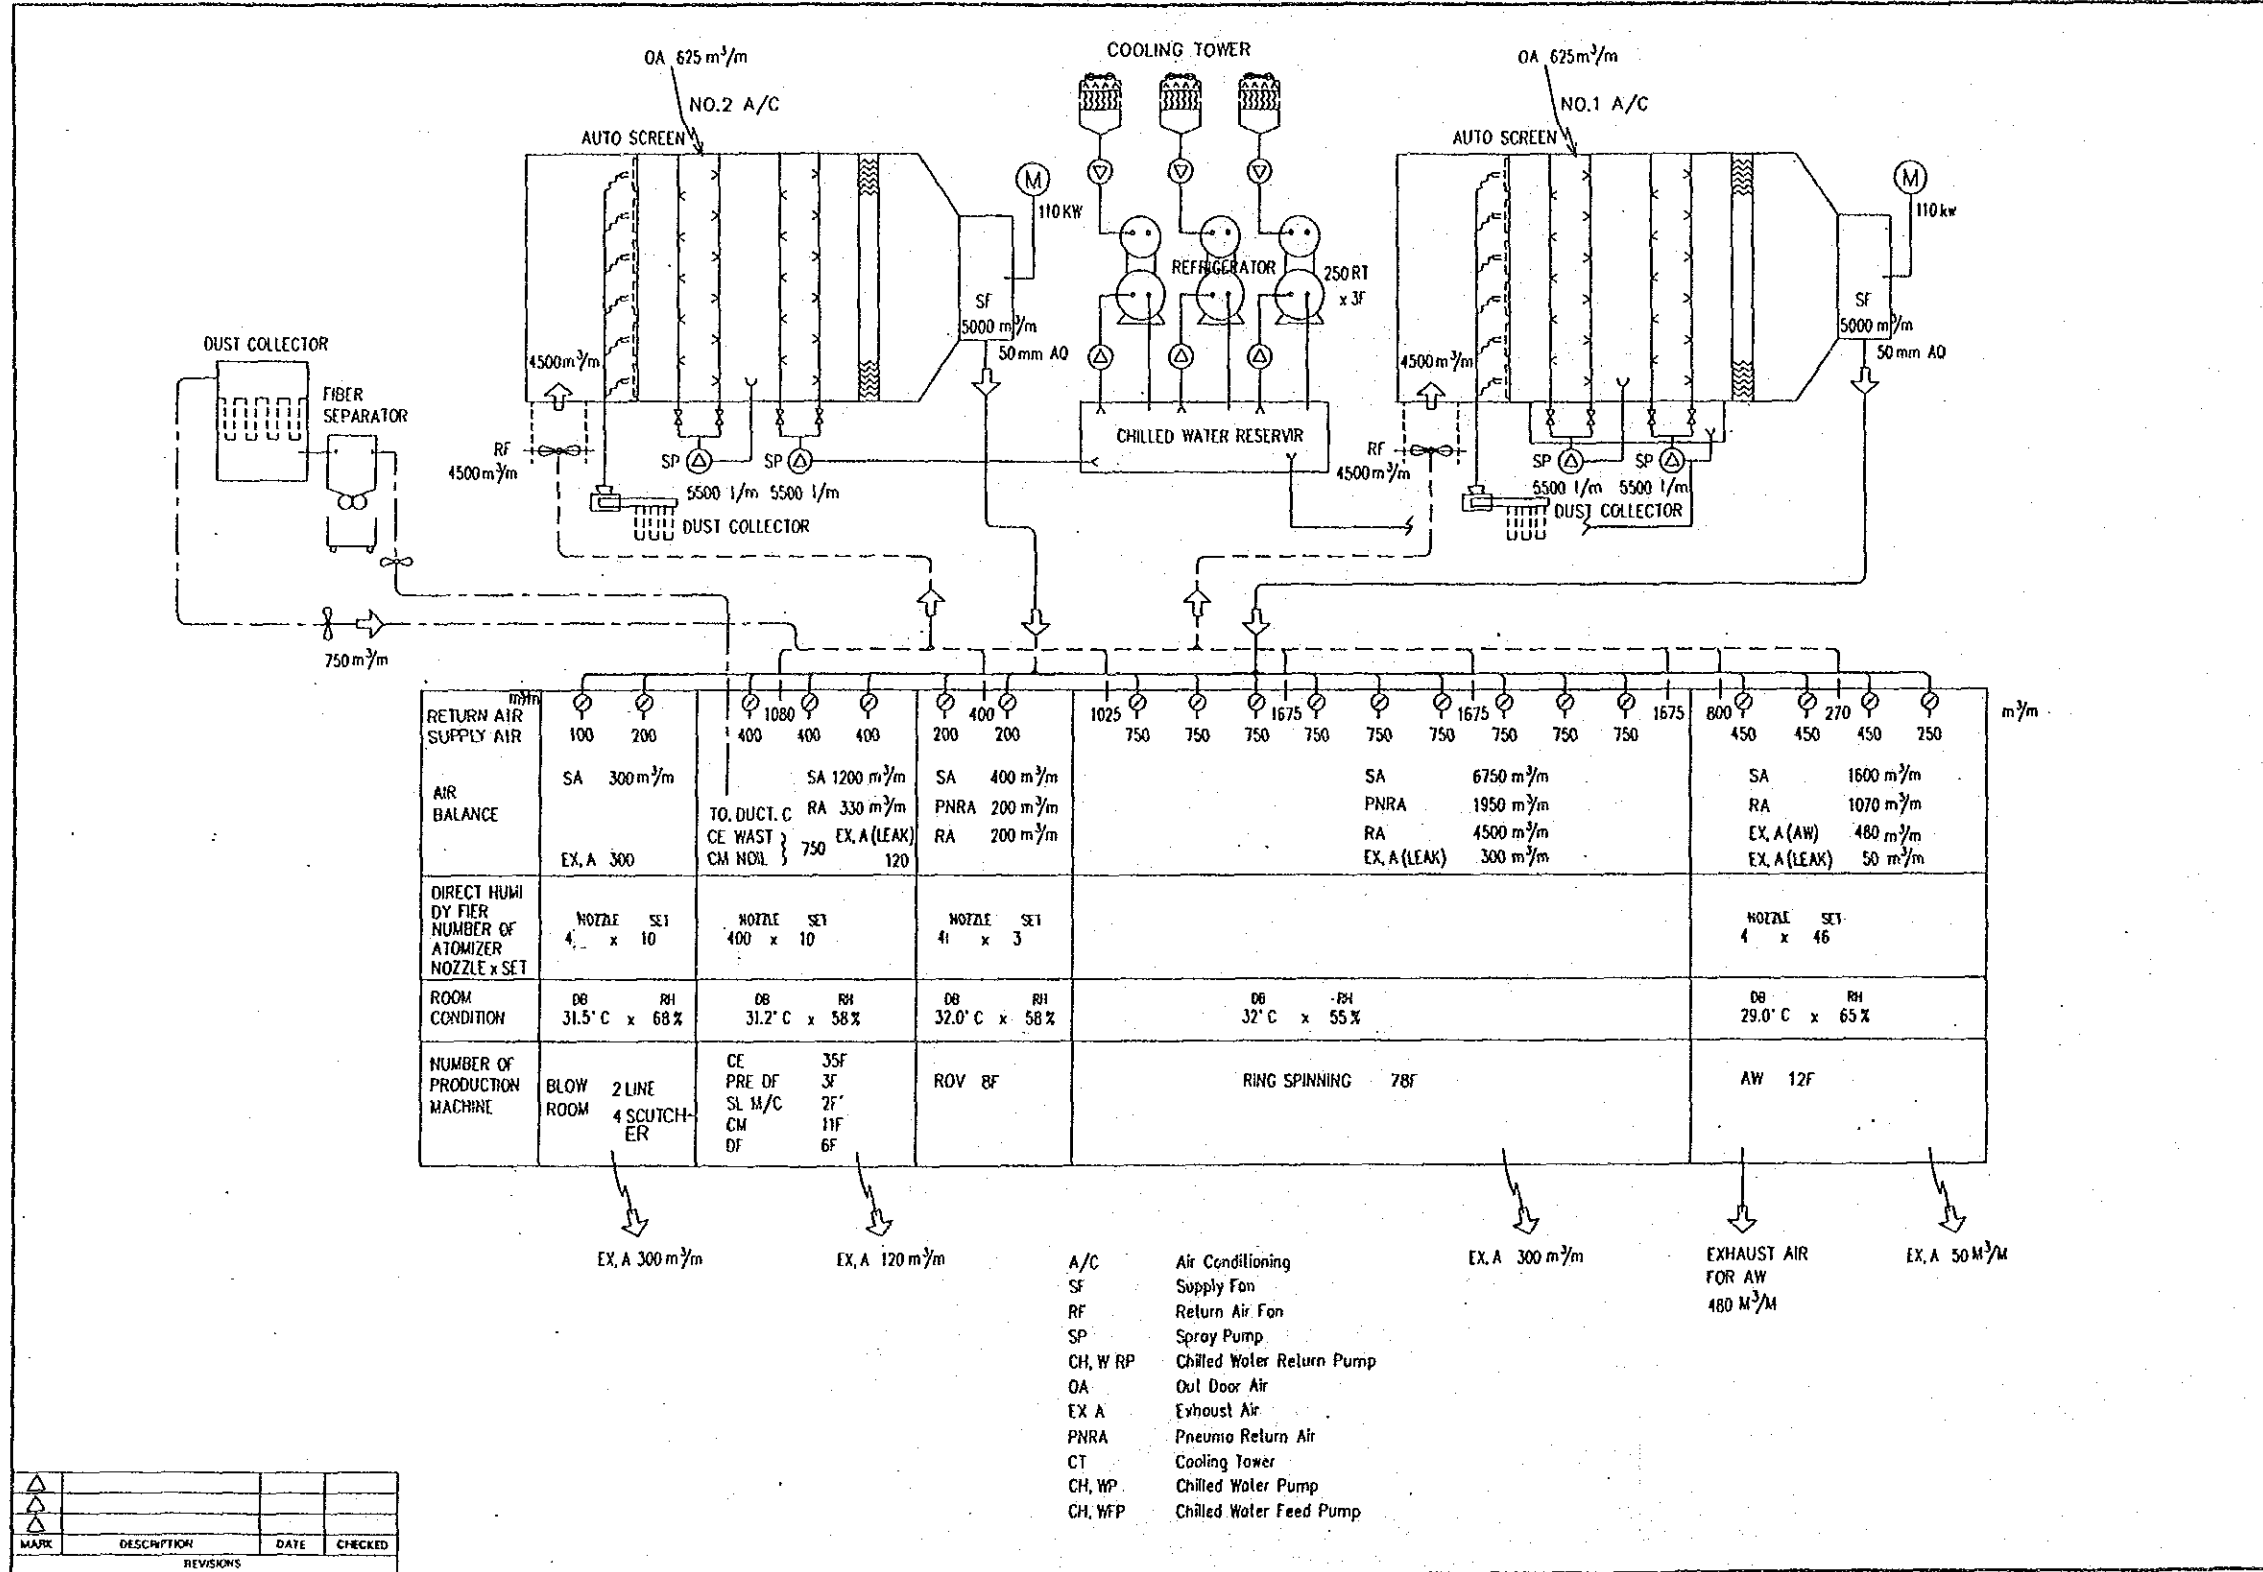 COOLING TOWER
OA 625 m³/m
NO.2 A/C
AUTO SCREEN
M
110KW
SF
5000 m³/m
50mm AQ
4500m³/m
RF
4500m³/m
SP
SP
5500 l/m 5500 l/m
DUST COLLECTOR
REFRIGERATOR
250RT
x 3F
CHILLED WATER RESERVIR
OA 625m³/m
NO.1 A/C
AUTO SCREEN
M
110kw
SF
5000 m³/m
50mm AQ
4500m³/m
RF
4500m³/m
SP
SP
5500 l/m 5500 l/m
DUST COLLECTOR
DUST COLLECTOR
FIBER
SEPARATOR
750m³/m
m³/m
RETURN AIR 1080 400 1025 1675 1675 1675 800 270 m³/m
SUPPLY AIR 100 200 400 400 400 200 200 750 750 750 750 750 750 750 750 750 450 450 450 250
AIR
BALANCE
SA 300m³/m
EX, A 300
SA 1200 m³/m
RA 330 m³/m
TO. DUCT. C
CE WAST
CM NOIL } 750
EX, A (LEAK)
120
SA 400 m³/m
PNRA 200 m³/m
RA 200 m³/m
SA 6750 m³/m
PNRA 1950 m³/m
RA 4500 m³/m
EX, A (LEAK) 300 m³/m
SA 1600 m³/m
RA 1070 m³/m
EX, A (AW) 480 m³/m
EX, A (LEAK) 50 m³/m
DIRECT HUMI
DY FIER
NUMBER OF
ATOMIZER
NOZZLE x SET
NOZZLE SET
4 x 10
NOZZLE SET
400 x 10
NOZZLE SET
4 x 3
NOZZLE SET
4 x 46
ROOM
CONDITION
DB RH
31.5°C x 68%
DB RH
31.2°C x 58%
DB RH
32.0°C x 58%
DB RH
32°C x 55%
DB RH
29.0°C x 65%
NUMBER OF
PRODUCTION
MACHINE
BLOW 2 LINE
ROOM 4 SCUTCH-
ER
CE 35F
PRE DF 3F
SL M/C 2F
CM 11F
DF 6F
ROV 8F
RING SPINNING 78F
AW 12F
EX, A 300 m³/m
EX, A 120 m³/m
EX, A 300 m³/m
EXHAUST AIR
FOR AW
480 M³/M
EX, A 50 M³/M
A/C Air Conditioning
SF Supply Fan
RF Return Air Fan
SP Spray Pump
CH, W RP Chilled Water Return Pump
OA Out Door Air
EX A Exhoust Air
PNRA Pneumo Return Air
CT Cooling Tower
CH, WP Chilled Water Pump
CH, WFP Chilled Water Feed Pump
MARK DESCRIPTION DATE CHECKED
REVISIONS